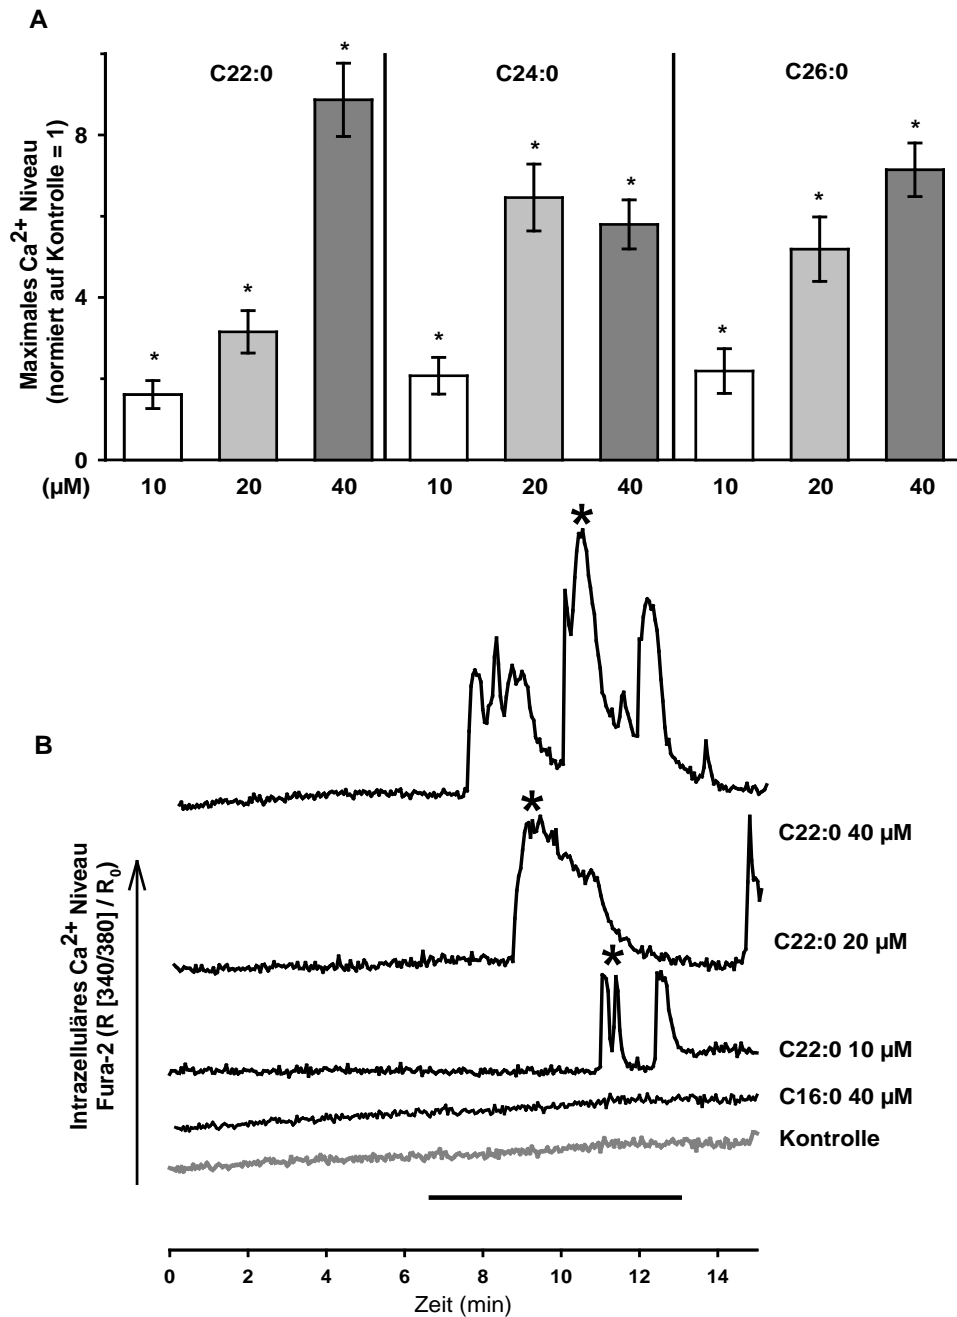 A
C22:0
C24:0
C26:0
* * * * * * * * *
Maximales Ca2+ Niveau
(normiert auf Kontrolle = 1)
8
4
0
(µM) 10 20 40 10 20 40 10 20 40
*
B
*
C22:0 40 µM
C22:0 20 µM
*
C22:0 10 µM
C16:0 40 µM
Kontrolle
Intrazelluläres Ca2+ Niveau
Fura-2 (R [340/380] / R0)
0 2 4 6 8 10 12 14
Zeit (min)